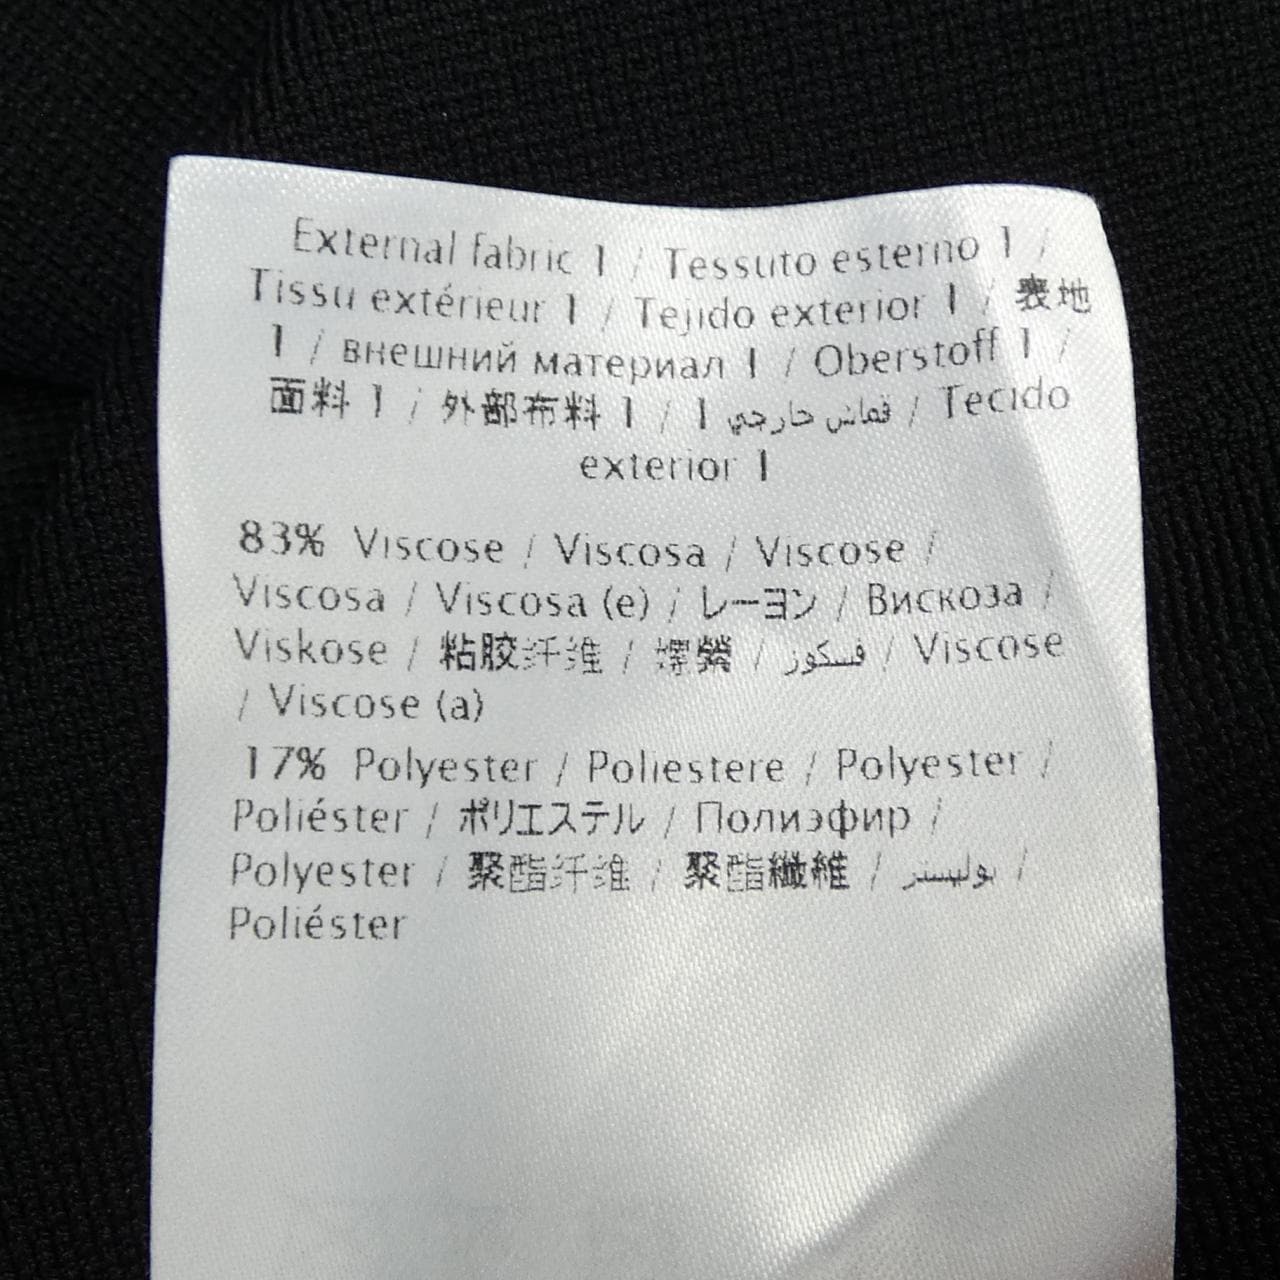 External fabric 1 / Tessuto esterno 1 /
Tissu extérieur 1 / Tejido exterior 1 / 表地
1 / внешний материал 1 / Oberstoff 1 /
面料 1 / 外部布料 1 / 1 قماش خارجي / Tecido
exterior 1
83% Viscose / Viscosa / Viscose /
Viscosa / Viscosa (e) / レーヨン / Вискоза /
Viskose / 粘胶纤维 / 嫘縈 / فسكوز / Viscose
/ Viscose (a)
17% Polyester / Poliestere / Polyester /
Poliéster / ポリエステル / Полиэфир /
Polyester / 聚酯纤维 / 聚酯纖維 / بوليستر /
Poliéster